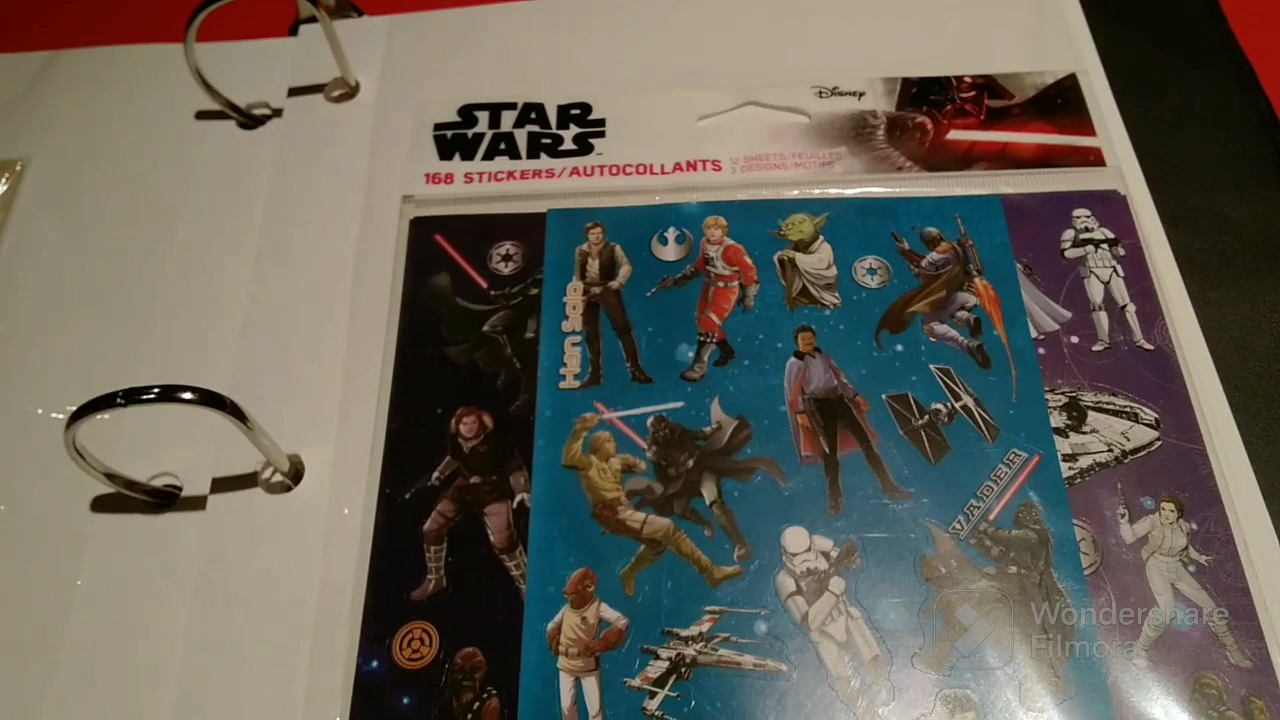 STAR
WARS
Disney
168 STICKERS/AUTOCOLLANTS
12 SHEETS/FEUILLES
3 DESIGNS/MOTIFS
Han Solo
VADER
Wondershare
Filmora